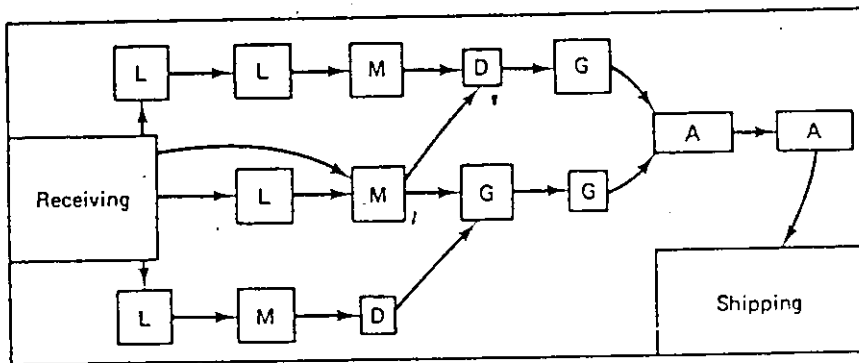 L L M D G
A A
Receiving L M G G
L M D
Shipping